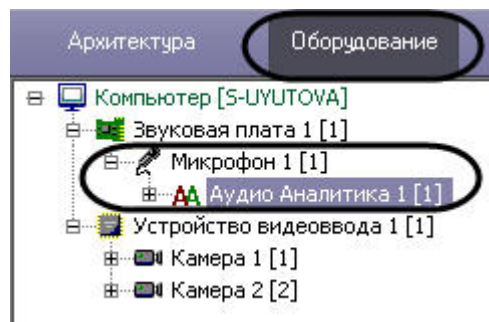 Архитектура Оборудование
Компьютер [S-UYUTOVA]
Звуковая плата 1 [1]
Микрофон 1 [1]
Аудио Аналитика 1 [1]
Устройство видеоввода 1 [1]
Камера 1 [1]
Камера 2 [2]